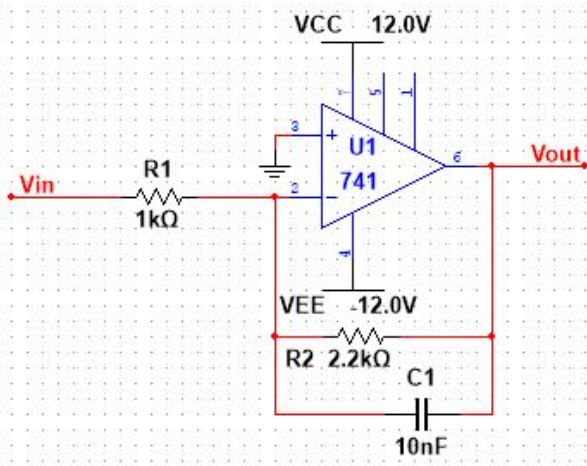 VCC 12.0V
7
5
1
3
+
U1
6
Vout
R1
Vin
741
2
-
1kΩ
4
VEE -12.0V
R2 2.2kΩ
C1
10nF